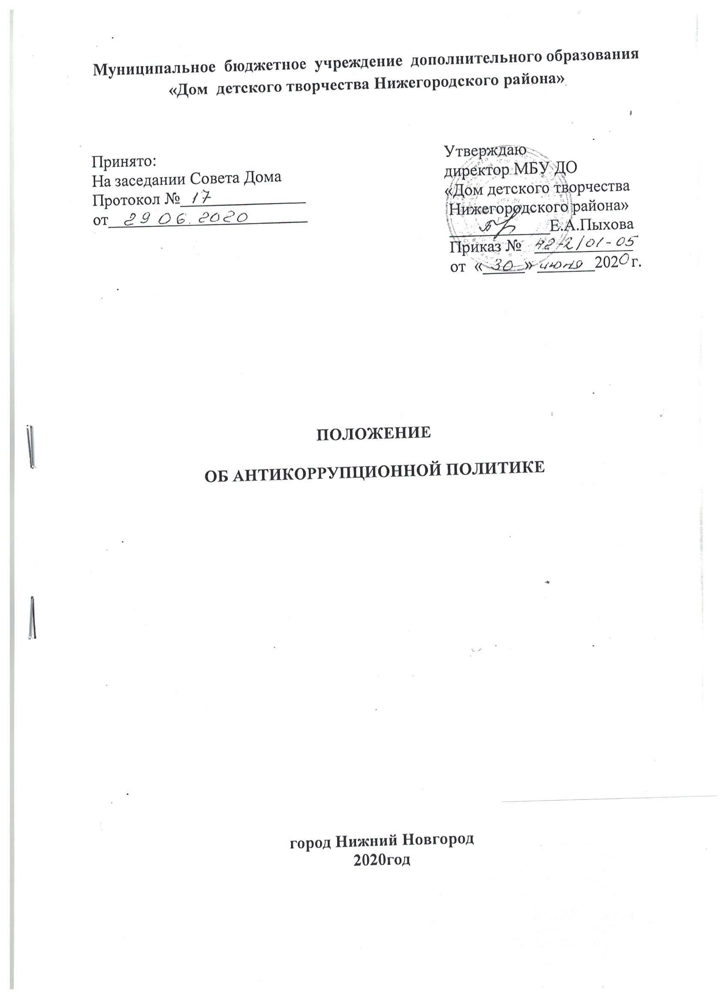 Муниципальное бюджетное учреждение дополнительного образования
«Дом детского творчества Нижегородского района»
Принято:
На заседании Совета Дома
Протокол № 17
от 29 06. 2020
Утверждаю
директор МБУ ДО
«Дом детского творчества
Нижегородского района»
Е.А.Пыхова
Приказ № 42-2/01-05
от «30» июня 2020 г.
ПОЛОЖЕНИЕ
ОБ АНТИКОРРУПЦИОННОЙ ПОЛИТИКЕ
город Нижний Новгород
2020год